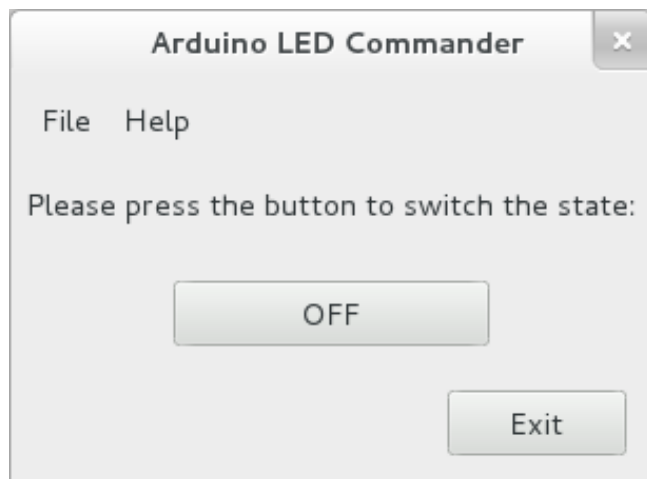 Arduino LED Commander
File Help
Please press the button to switch the state:
OFF
Exit